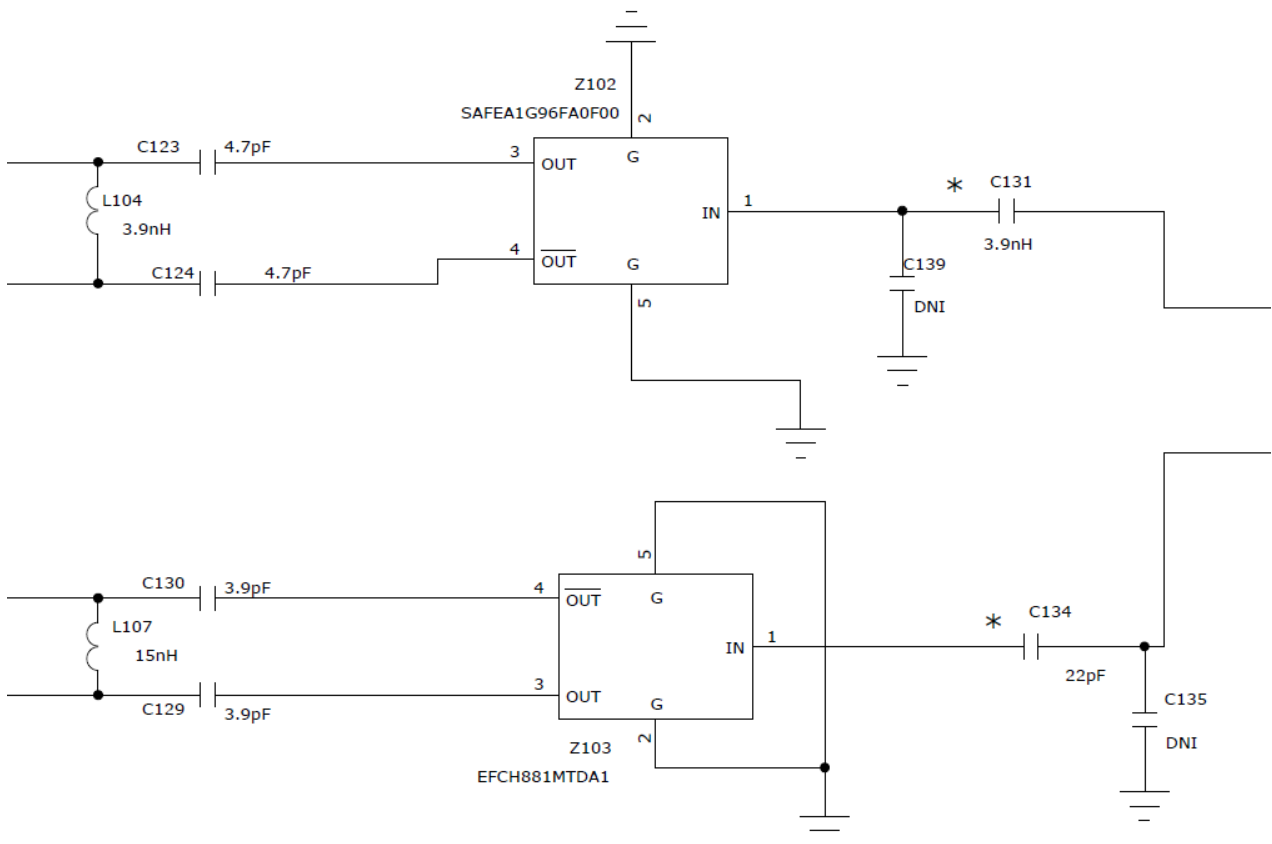 Z102
SAFEA1G96FA0F00
2
C123
4.7pF
3
OUT
G
L104
3.9nH
IN
1
*
C131
3.9nH
4
OUT
G
C124
4.7pF
5
C139
DNI
5
C130
3.9pF
4
OUT
G
L107
15nH
IN
1
*
C134
22pF
C129
3.9pF
3
OUT
G
2
C135
DNI
Z103
EFCH881MTDA1